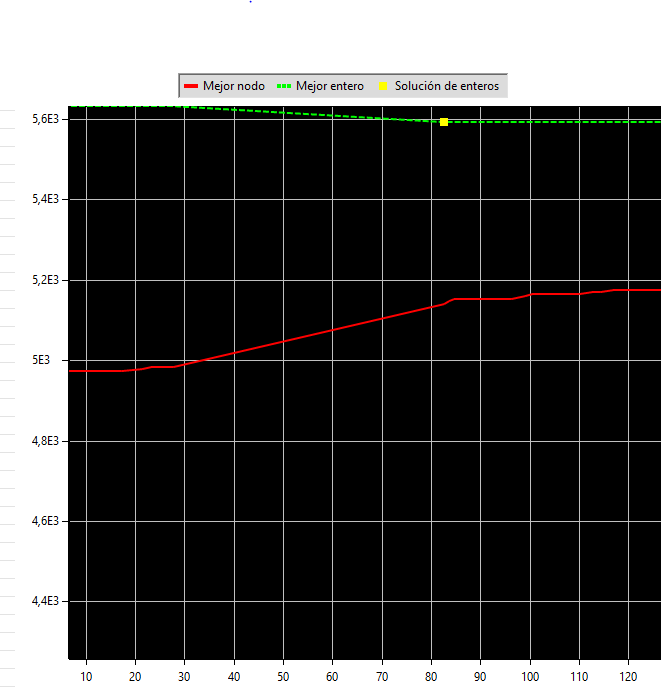 Mejor nodo Mejor entero Solución de enteros
5,6E3
5,4E3
5,2E3
5E3
4,8E3
4,6E3
4,4E3
10 20 30 40 50 60 70 80 90 100 110 120